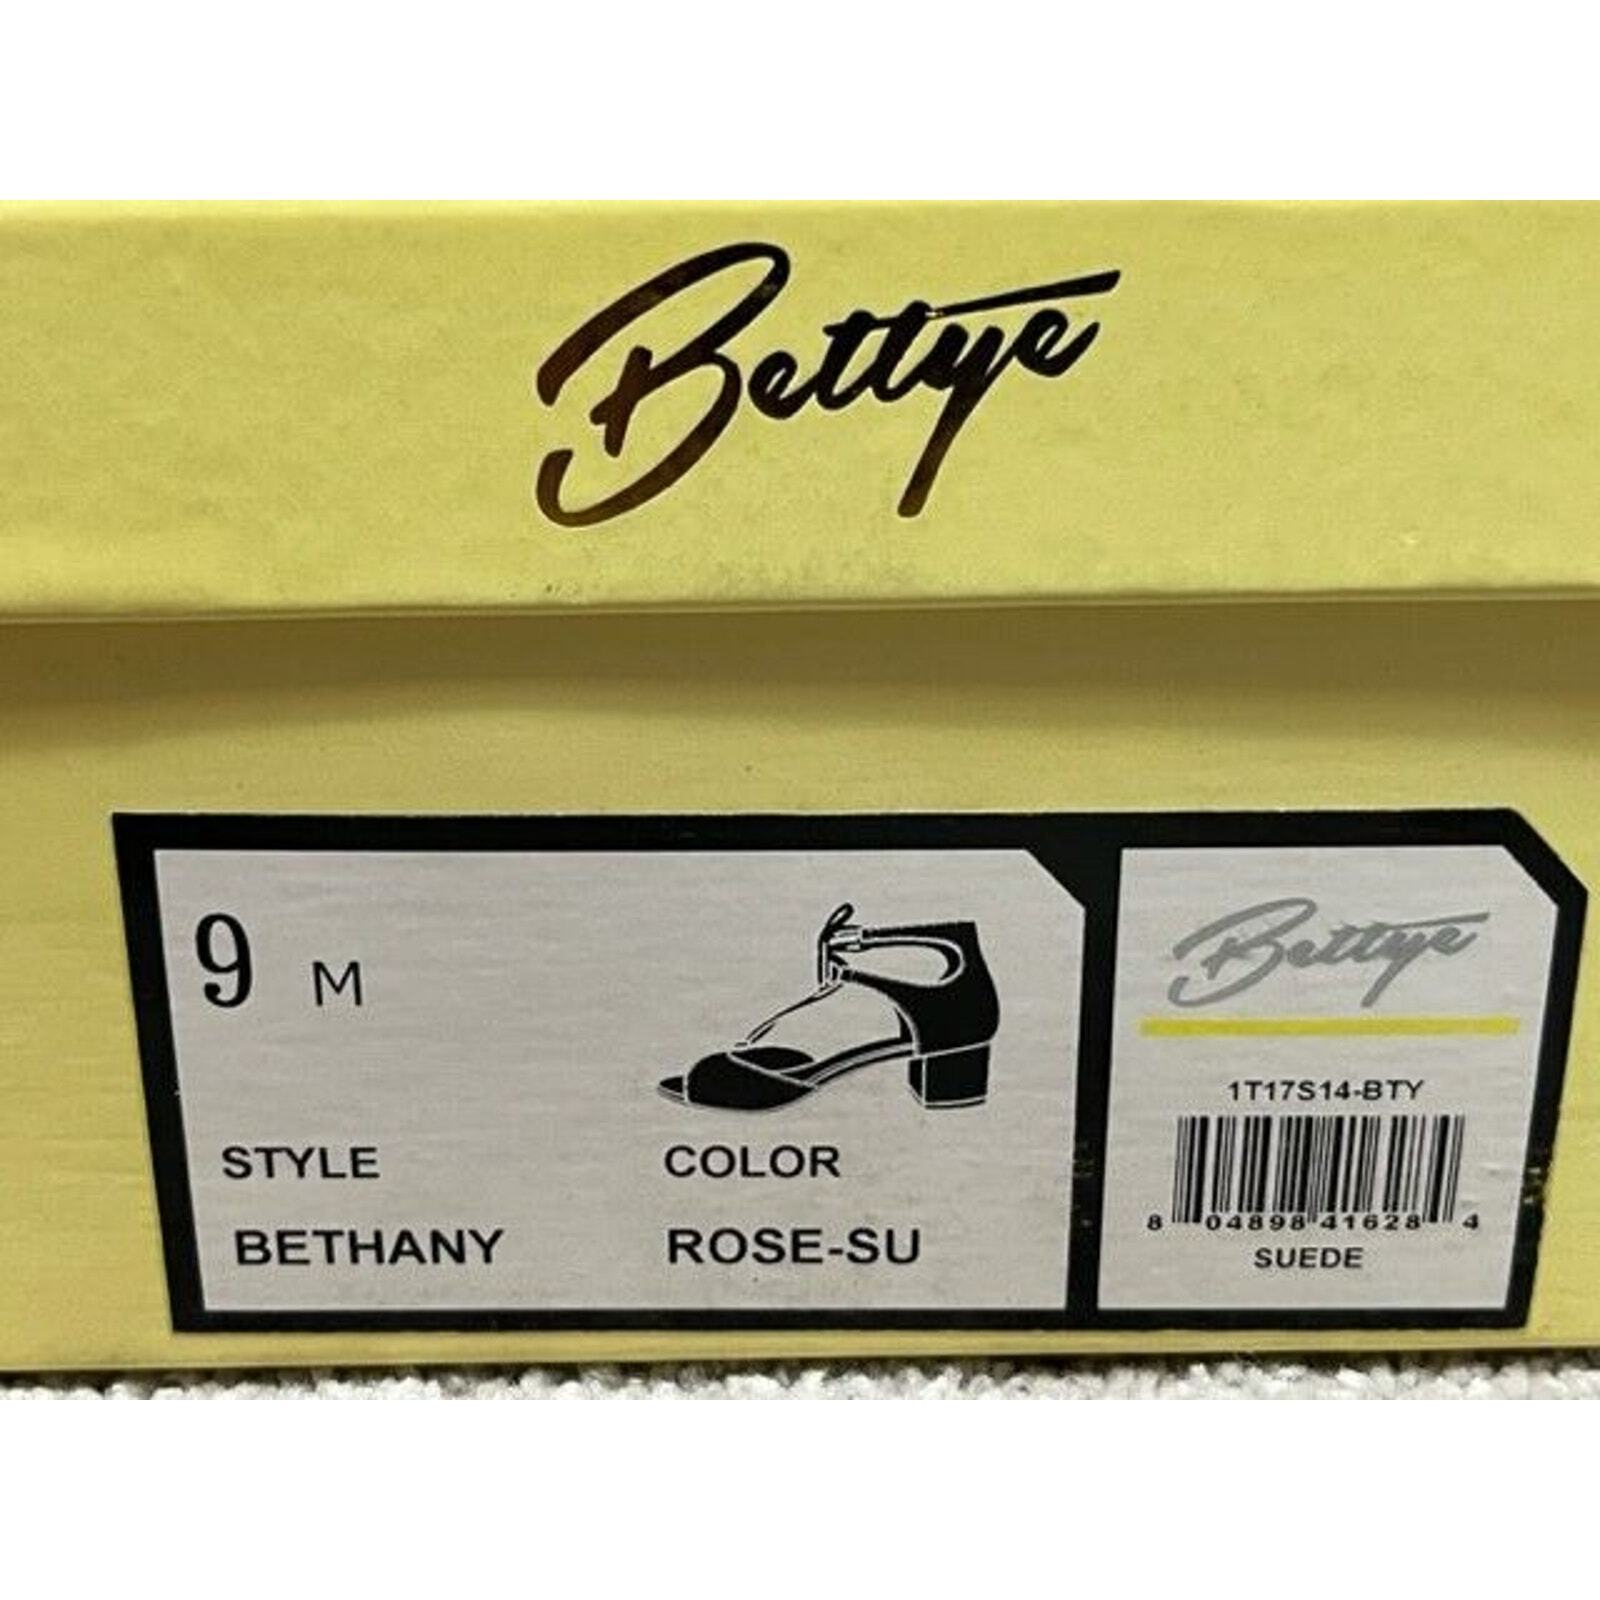 Bettye
9 M
STYLE
BETHANY
COLOR
ROSE-SU
Bettye
1T17S14-BTY
8 04898 41628 4
SUEDE